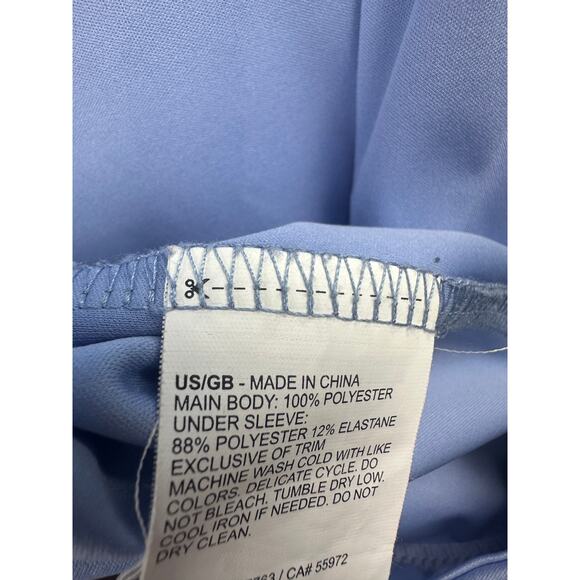 US/GB - MADE IN CHINA
MAIN BODY: 100% POLYESTER
UNDER SLEEVE:
88% POLYESTER 12% ELASTANE
EXCLUSIVE OF TRIM
MACHINE WASH COLD WITH LIKE
COLORS. DELICATE CYCLE. DO
NOT BLEACH. TUMBLE DRY LOW.
COOL IRON IF NEEDED. DO NOT
DRY CLEAN.
/ CA# 55972